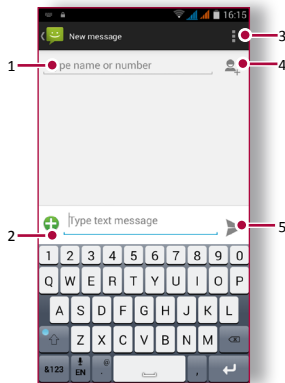 16:15
New message
3
1
pe name or number
4
Type text message
2
5
1 2 3 4 5 6 7 8 9 0
Q W E R T Y U I O P
A S D F G H J K L
Z X C V B N M
&123 EN @ . ,